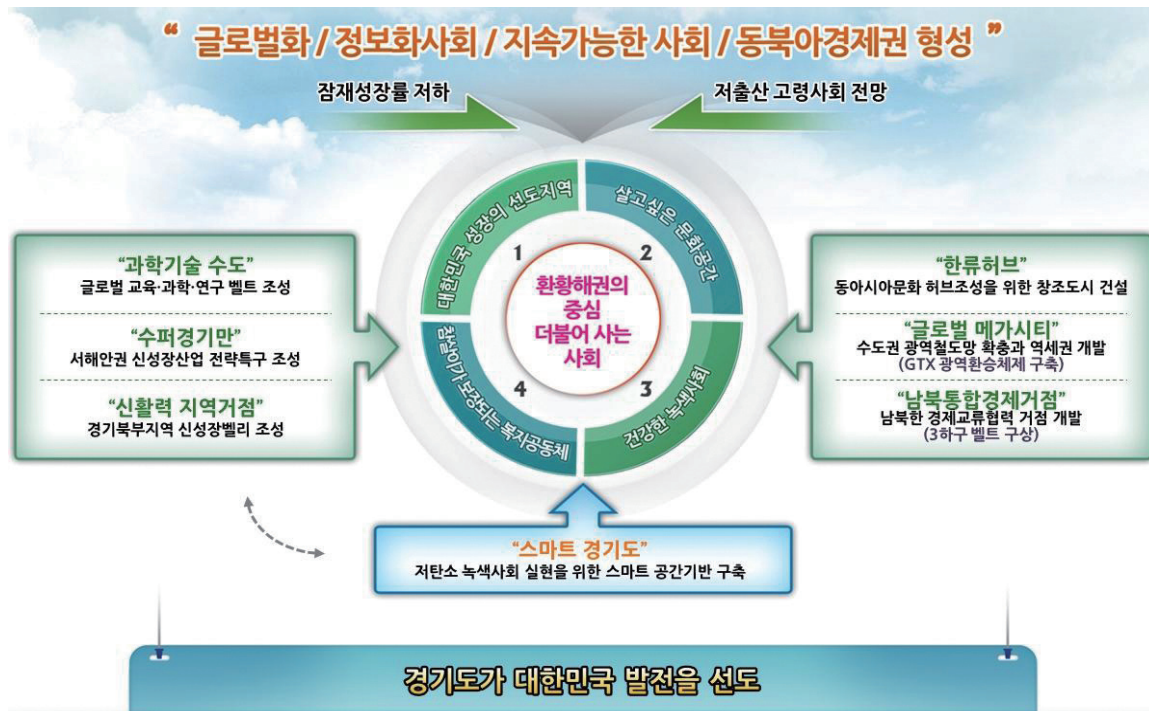 “ 글로벌화 / 정보화사회 / 지속가능한 사회 / 동북아경제권 형성 ”
잠재성장률 저하
저출산 고령사회 전망
대한민국 성장의 선도지역
살고싶은 문화공간
1
2
환황해권의
중심
더불어 사는
사회
4
3
삶의 보장되는 복지공동체
건강한 녹색사회
“과학기술 수도”
글로벌 교육·과학·연구 벨트 조성
“수퍼경기만”
서해안권 신성장산업 전략특구 조성
“신활력 지역거점”
경기북부지역 신성장벨리 조성
“한류허브”
동아시아문화 허브조성을 위한 창조도시 건설
“글로벌 메가시티”
수도권 광역철도망 확충과 역세권 개발
(GTX 광역환승체제 구축)
“남북통합경제거점”
남북한 경제교류협력 거점 개발
(3하구 벨트 구상)
“스마트 경기도”
저탄소 녹색사회 실현을 위한 스마트 공간기반 구축
경기도가 대한민국 발전을 선도